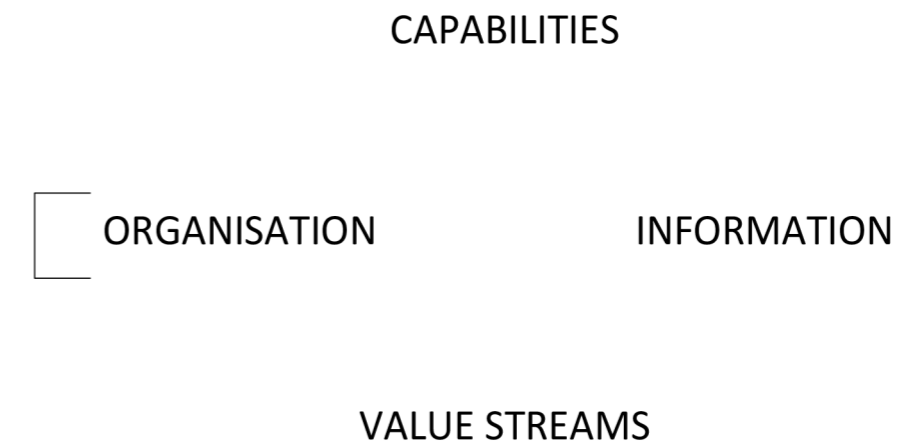 CAPABILITIES
ORGANISATION
INFORMATION
VALUE STREAMS